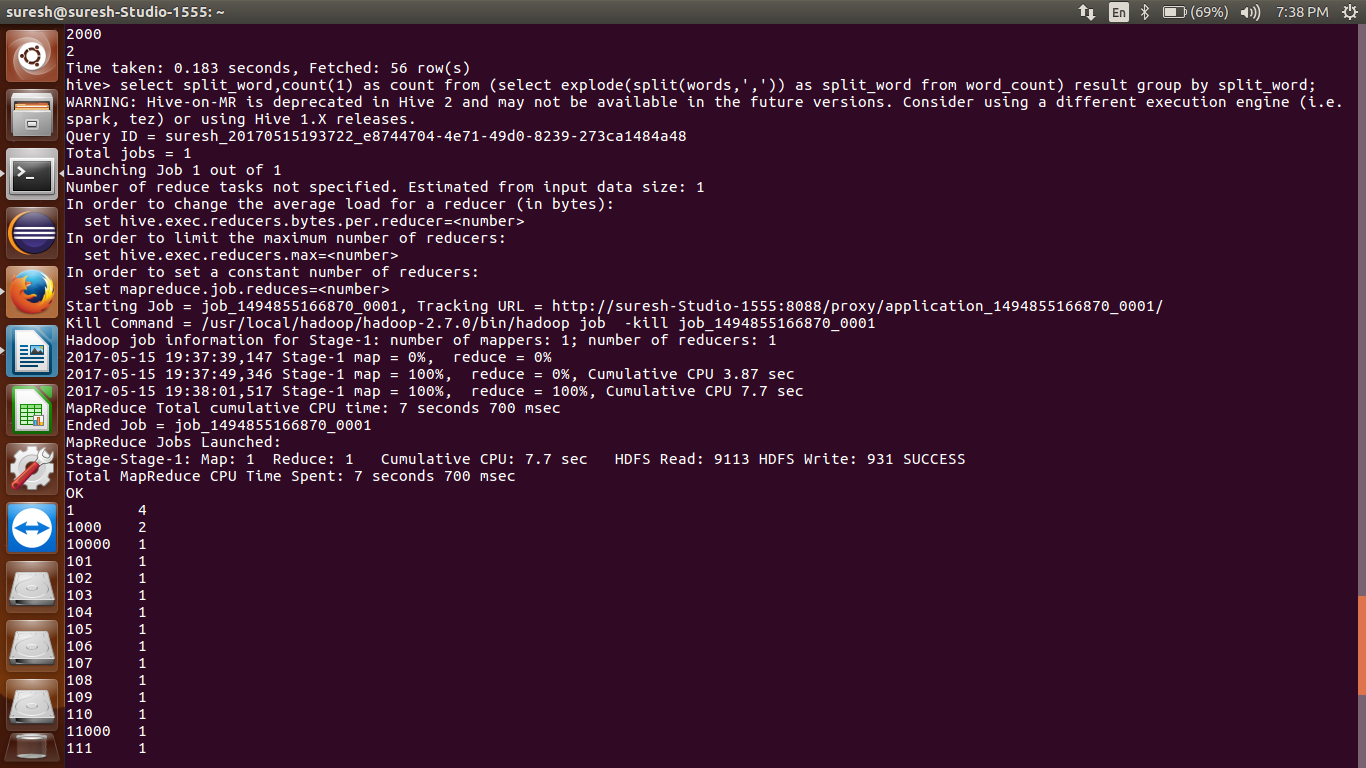 suresh@suresh-Studio-1555: ~
En
(69%)
7:38 PM
2000
2
Time taken: 0.183 seconds, Fetched: 56 row(s)
hive> select split_word,count(1) as count from (select explode(split(words,',')) as split_word from word_count) result group by split_word;
WARNING: Hive-on-MR is deprecated in Hive 2 and may not be available in the future versions. Consider using a different execution engine (i.e.
spark, tez) or using Hive 1.X releases.
Query ID = suresh_20170515193722_e8744704-4e71-49d0-8239-273ca1484a48
Total jobs = 1
Launching Job 1 out of 1
Number of reduce tasks not specified. Estimated from input data size: 1
In order to change the average load for a reducer (in bytes):
  set hive.exec.reducers.bytes.per.reducer=<number>
In order to limit the maximum number of reducers:
  set hive.exec.reducers.max=<number>
In order to set a constant number of reducers:
  set mapreduce.job.reduces=<number>
Starting Job = job_1494855166870_0001, Tracking URL = http://suresh-Studio-1555:8088/proxy/application_1494855166870_0001/
Kill Command = /usr/local/hadoop/hadoop-2.7.0/bin/hadoop job  -kill job_1494855166870_0001
Hadoop job information for Stage-1: number of mappers: 1; number of reducers: 1
2017-05-15 19:37:39,147 Stage-1 map = 0%,  reduce = 0%
2017-05-15 19:37:49,346 Stage-1 map = 100%,  reduce = 0%, Cumulative CPU 3.87 sec
2017-05-15 19:38:01,517 Stage-1 map = 100%,  reduce = 100%, Cumulative CPU 7.7 sec
MapReduce Total cumulative CPU time: 7 seconds 700 msec
Ended Job = job_1494855166870_0001
MapReduce Jobs Launched:
Stage-Stage-1: Map: 1  Reduce: 1   Cumulative CPU: 7.7 sec   HDFS Read: 9113 HDFS Write: 931 SUCCESS
Total MapReduce CPU Time Spent: 7 seconds 700 msec
OK
1       4
1000    2
10000   1
101     1
102     1
103     1
104     1
105     1
106     1
107     1
108     1
109     1
110     1
11000   1
111     1